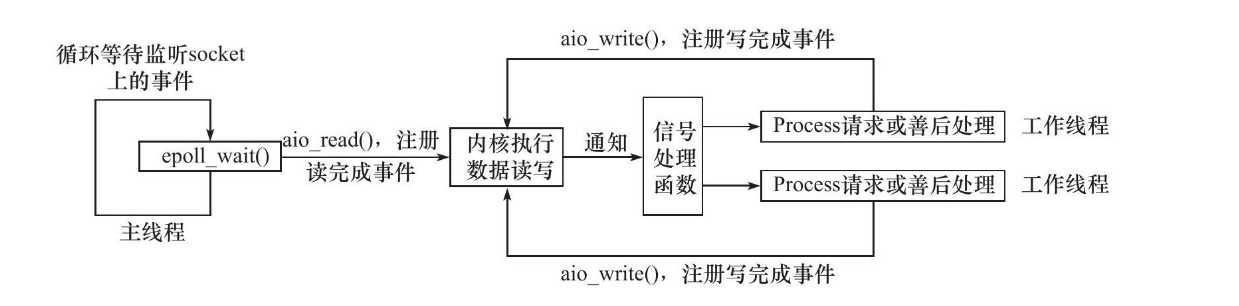 aio_write()，注册写完成事件
循环等待监听socket
上的事件
epoll_wait()
主线程
aio_read()，注册
读完成事件
内核执行
数据读写
通知
信号
处理
函数
Process请求或善后处理
工作线程
Process请求或善后处理
工作线程
aio_write()，注册写完成事件